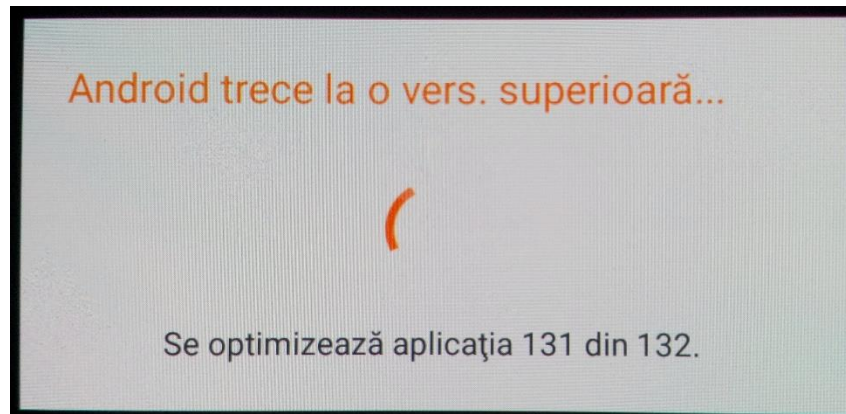 Android trece la o vers. superioară...
Se optimizează aplicaţia 131 din 132.